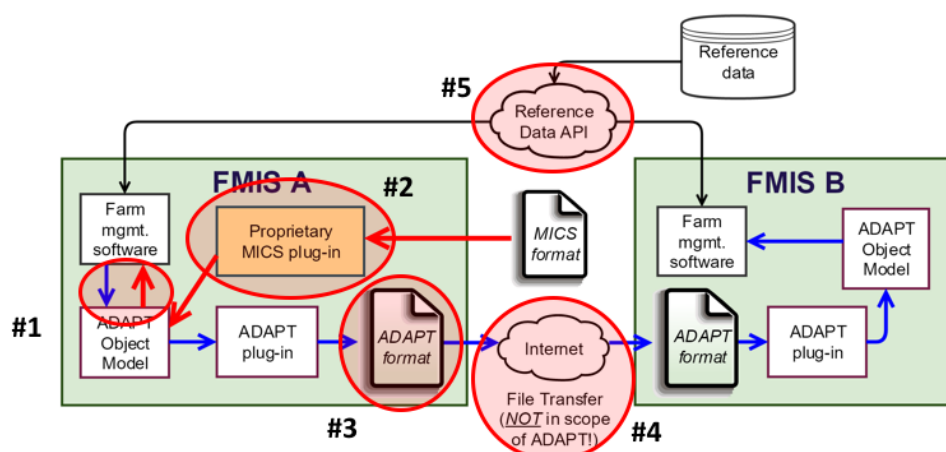 Reference
data
#5
Reference
Data API
FMIS A
#2
FMIS B
Farm
mgmt.
software
Proprietary
MICS plug-in
MICS
format
Farm
mgmt.
software
ADAPT
Object
Model
#1
ADAPT
Object
Model
ADAPT
plug-in
ADAPT
format
Internet
ADAPT
format
ADAPT
plug-in
File Transfer
(NOT in scope
of ADAPT!)
#3
#4